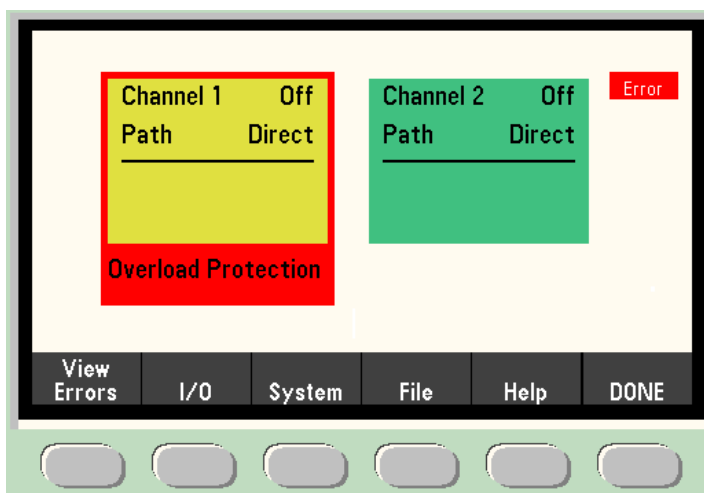 Channel 1 Off
Path Direct
Overload Protection
Channel 2 Off
Path Direct
Error
View Errors
I/O
System
File
Help
DONE